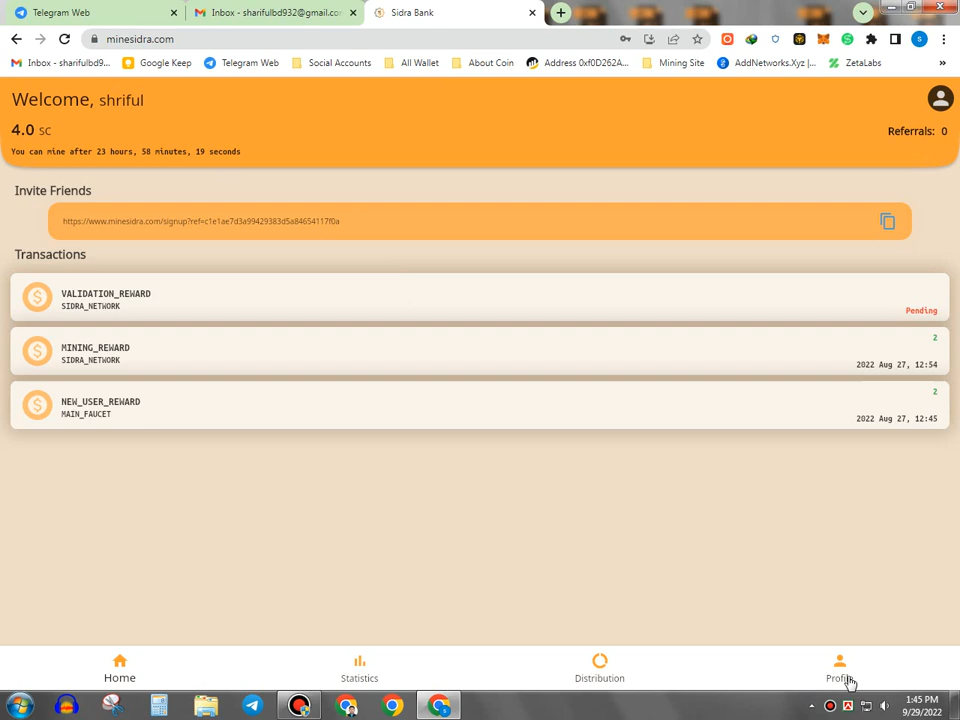 Telegram Web
Inbox - sharifulbd932@gmail.co
Sidra Bank
minesidra.com
Inbox - sharifulbd9...
Google Keep
Telegram Web
Social Accounts
All Wallet
About Coin
Address 0xf0D262A...
Mining Site
AddNetworks.Xyz |...
ZetaLabs
»
Welcome, shriful
4.0 SC
Referrals: 0
You can mine after 23 hours, 58 minutes, 19 seconds
Invite Friends
https://www.minesidra.com/signup?ref=c1e1ae7d3a99429383d5a84654117f0a
Transactions
VALIDATION_REWARD
SIDRA_NETWORK
Pending
MINING_REWARD
2
SIDRA_NETWORK
2022 Aug 27, 12:54
NEW_USER_REWARD
2
MAIN_FAUCET
2022 Aug 27, 12:45
Home
Statistics
Distribution
Profile
1:45 PM
9/29/2022